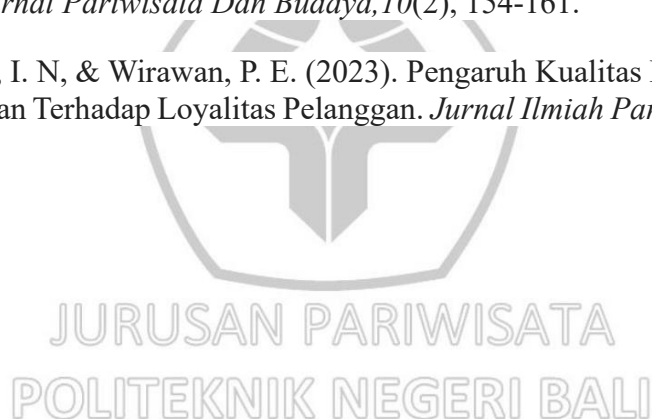 rnal Pariwisata Dan Budaya,10(2), 154-161.
, I. N, & Wirawan, P. E. (2023). Pengaruh Kualitas
an Terhadap Loyalitas Pelanggan. Jurnal Ilmiah Par
JURUSAN PARIWISATA
POLITEKNIK NEGERI BALI